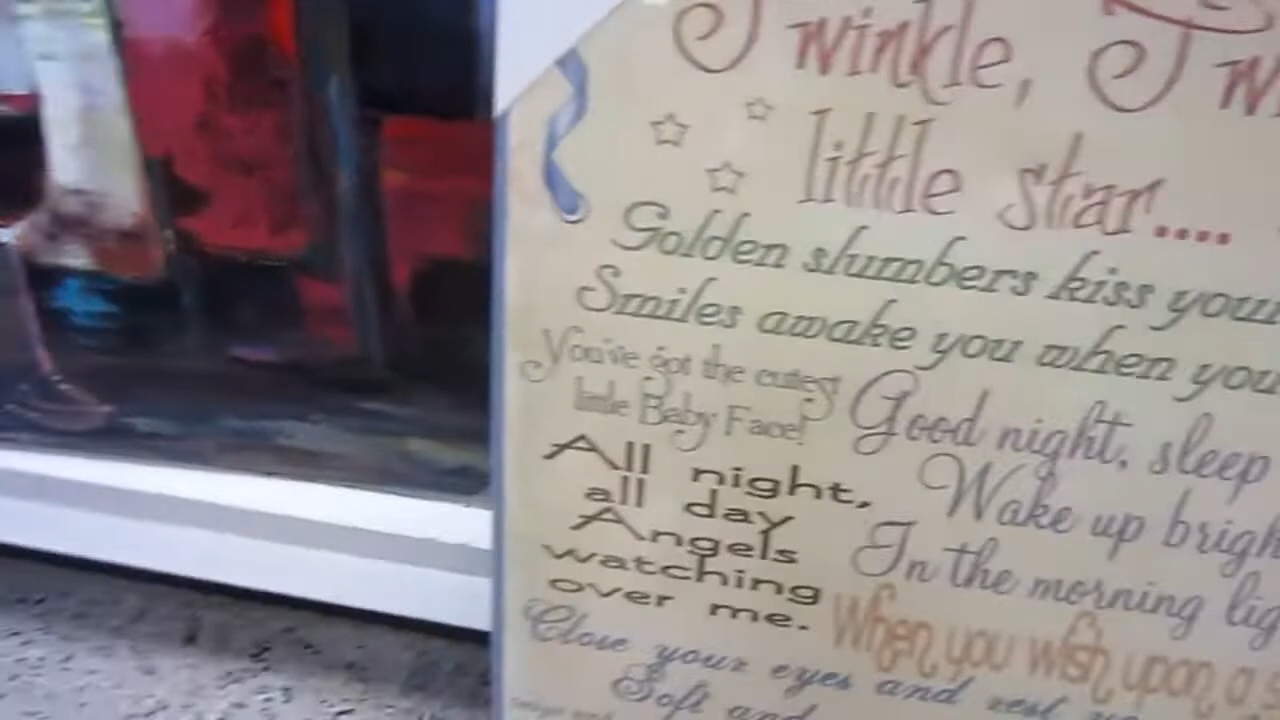 Twinkle,
little star....
Golden slumbers kiss your
Smiles awake you when you
You've got the cutest
little Baby Face!
Good night, sleep
All night,
all day
Angels
watching
over me.
Wake up brigh
In the morning lig
When you wish upon a s
Close your eyes and rest
Soft and